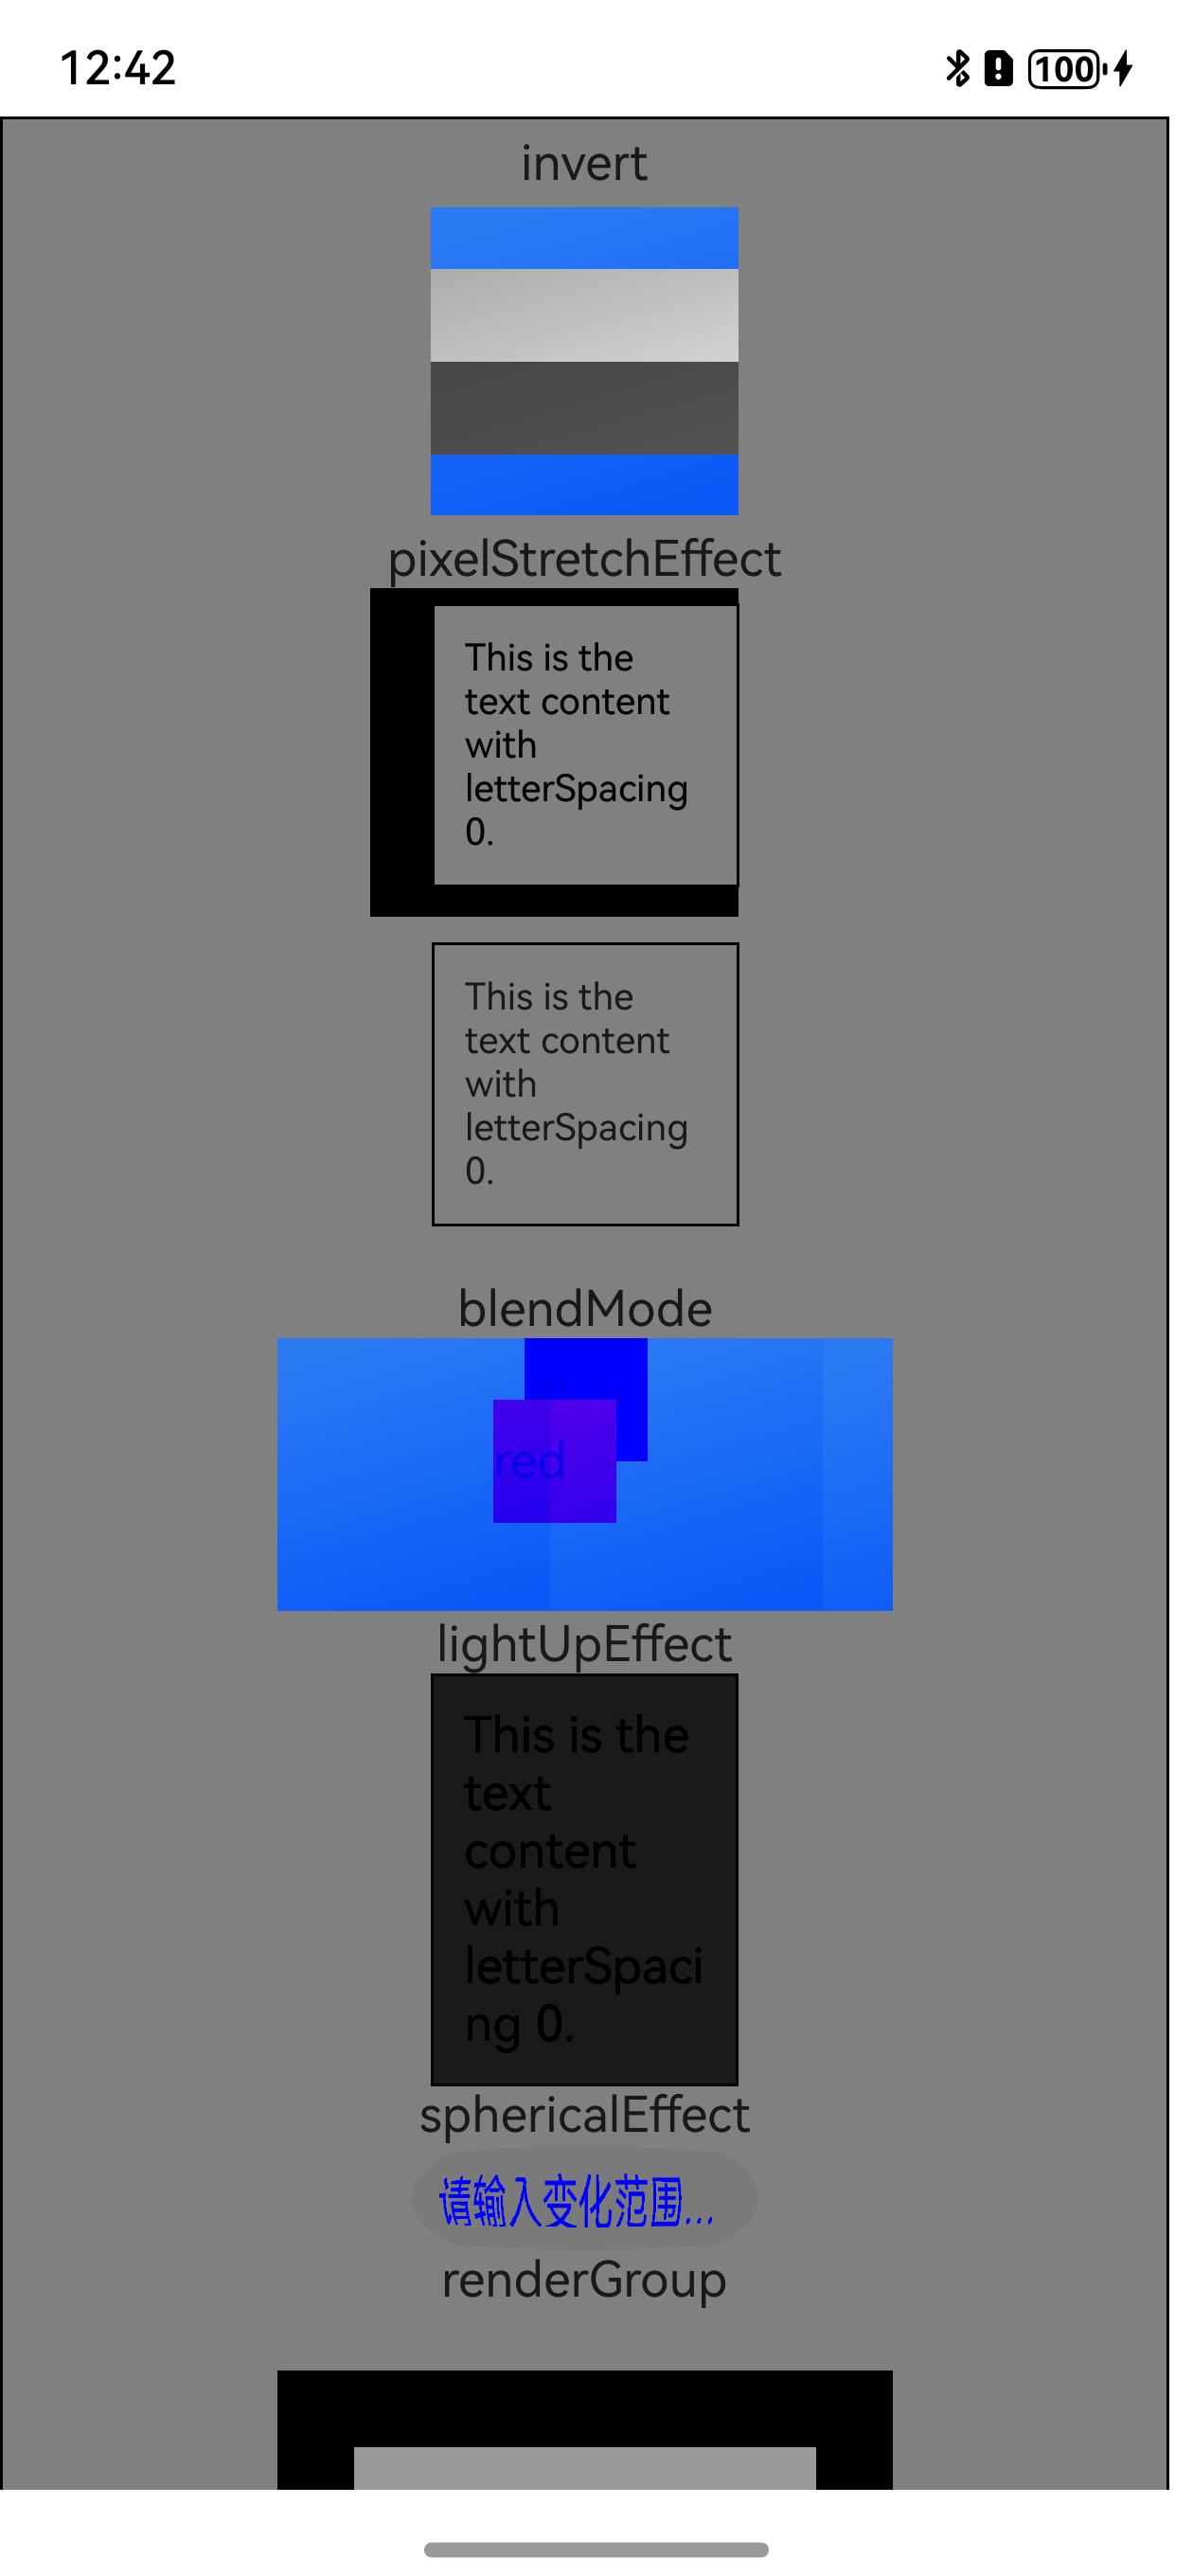 12:42
100
invert
pixelStretchEffect
This is the
text content
with
letterSpacing
0.
This is the
text content
with
letterSpacing
0.
blendMode
red
lightUpEffect
This is the
text
content
with
letterSpaci
ng 0.
sphericalEffect
请输入变化范围...
renderGroup